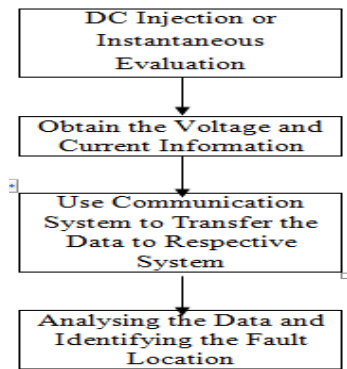 DC Injection or
Instantaneous
Evaluation
Obtain the Voltage and
Current Information
Use Communication
System to Transfer the
Data to Respective
System
Analysing the Data and
Identifying the Fault
Location